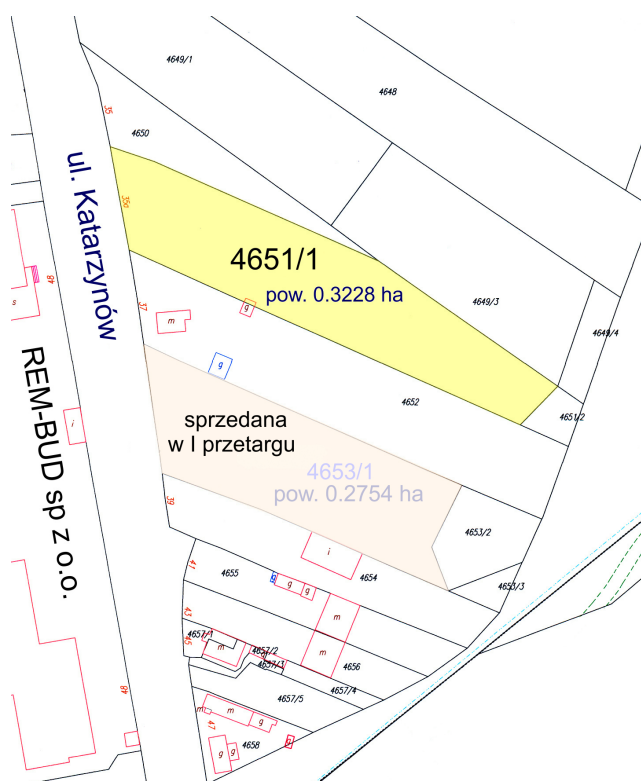 4649/1
4648
35
4650
ul. Katarzynów
35a
4651/1
pow. 0.3228 ha
48
s
37
m
g
4649/3
4649/4
g
4652
4651/2
REM-BUD sp z o.o.
i
sprzedana
w I przetargu
4653/1
pow. 0.2754 ha
39
4653/2
i
41
4655
g
g
g
4654
4653/3
43
m
45
4657/1
m
4657/2
g
4657/3
m
4656
48
4657/4
4657/5
m
m
g
47
g
g
4658
g